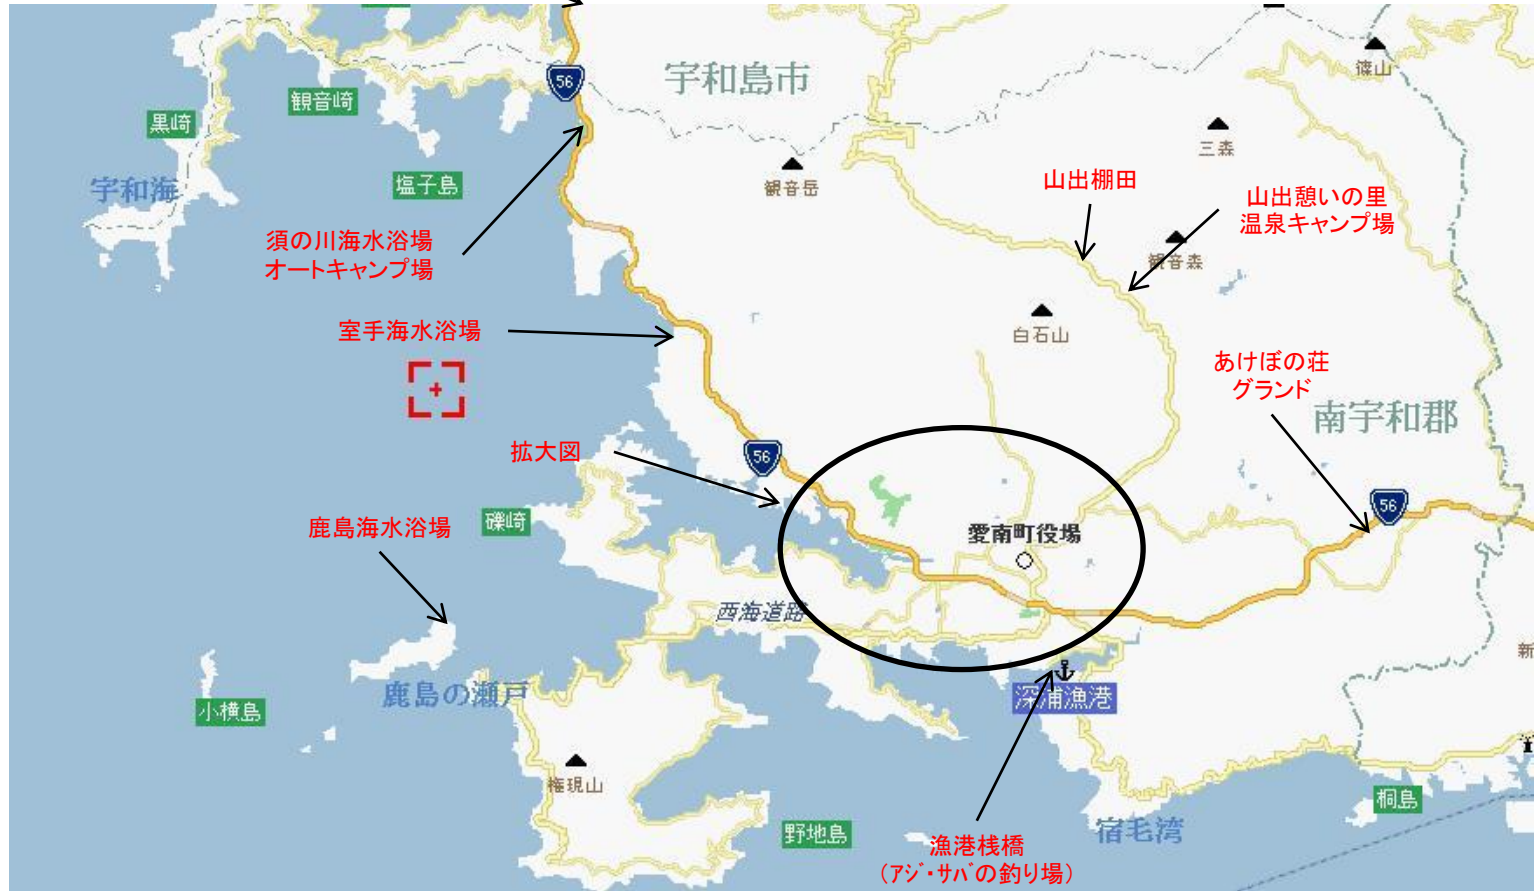 56
宇和島市
篠山
観音崎
黒崎
三森
観音岳
塩子島
宇和海
山出棚田
山出憩いの里
温泉キャンプ場
須の川海水浴場
オートキャンプ場
観音森
室手海水浴場
白石山
あけぼの荘
グランド
南宇和郡
拡大図
56
56
礫崎
鹿島海水浴場
愛南町役場
西海道路
新
鹿島の瀬戸
深浦漁港
小横島
権現山
桐島
野地島
宿毛湾
漁港桟橋
（アジ・サバの釣り場）